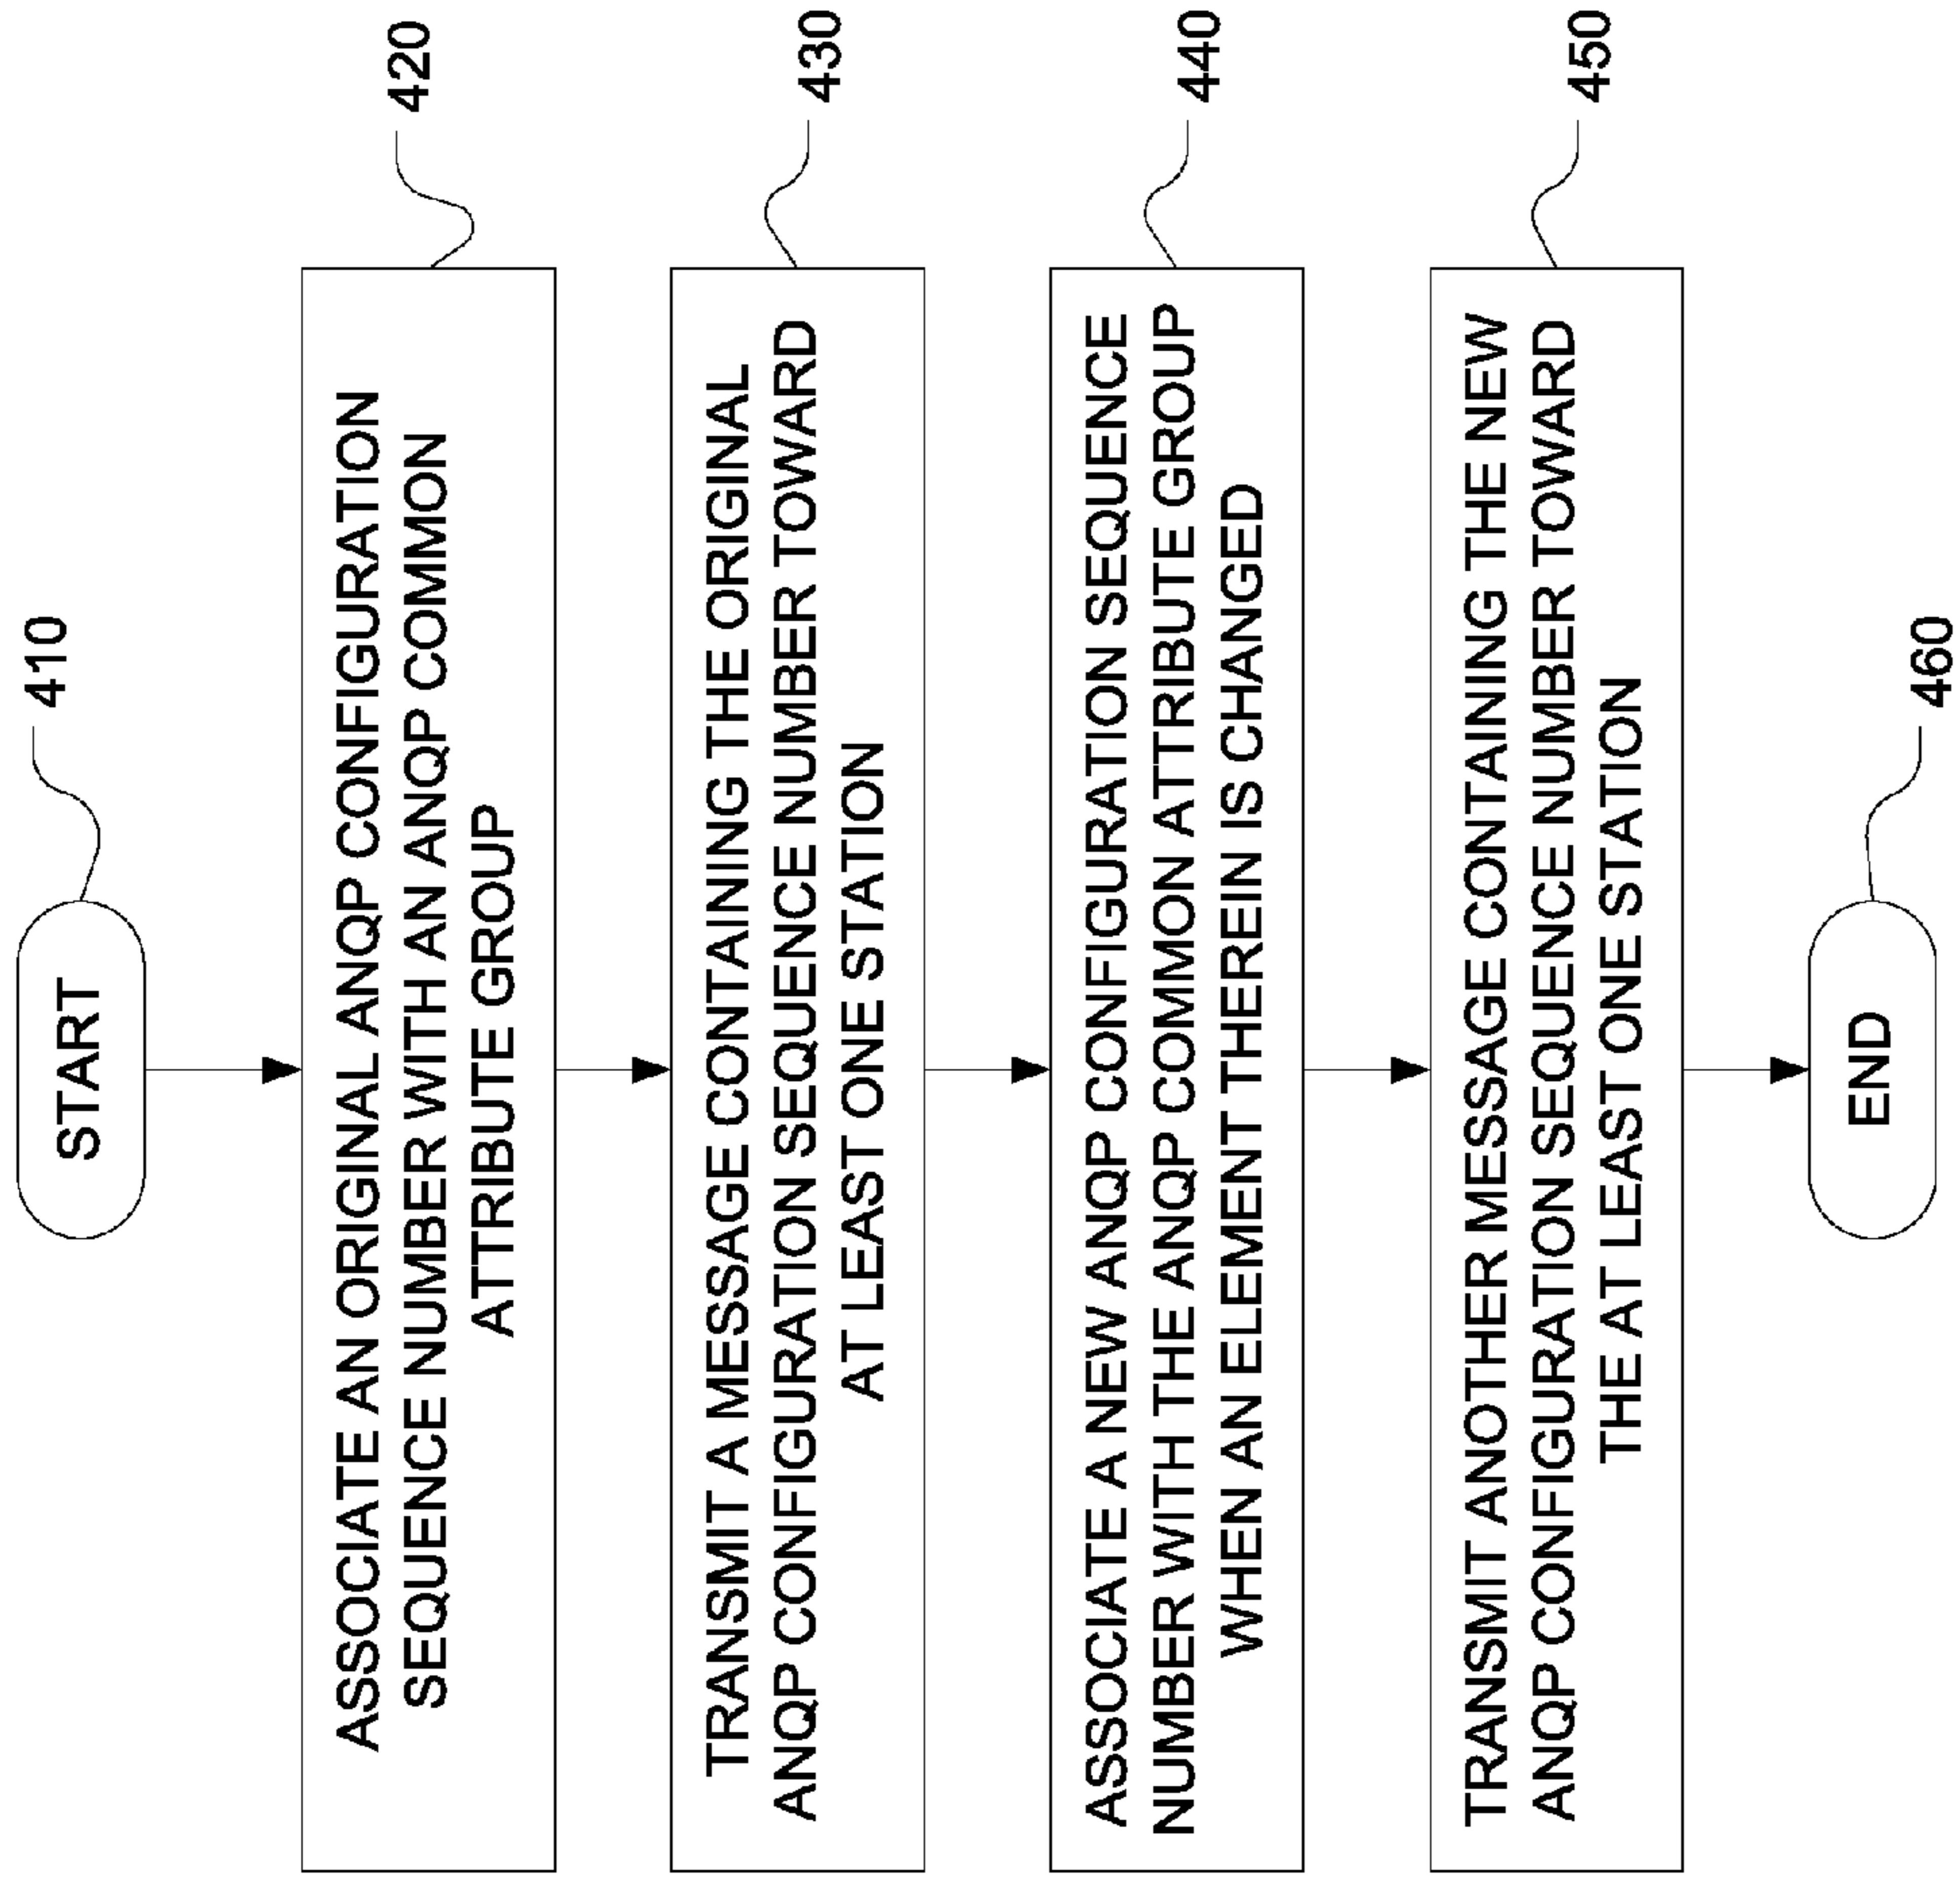 START
410
ASSOCIATE AN ORIGINAL ANQP CONFIGURATION
SEQUENCE NUMBER WITH AN ANQP COMMON
ATTRIBUTE GROUP
420
TRANSMIT A MESSAGE CONTAINING THE ORIGINAL
ANQP CONFIGURATION SEQUENCE NUMBER TOWARD
AT LEAST ONE STATION
430
ASSOCIATE A NEW ANQP CONFIGURATION SEQUENCE
NUMBER WITH THE ANQP COMMON ATTRIBUTE GROUP
WHEN AN ELEMENT THEREIN IS CHANGED
440
TRANSMIT ANOTHER MESSAGE CONTAINING THE NEW
ANQP CONFIGURATION SEQUENCE NUMBER TOWARD
THE AT LEAST ONE STATION
450
END
460